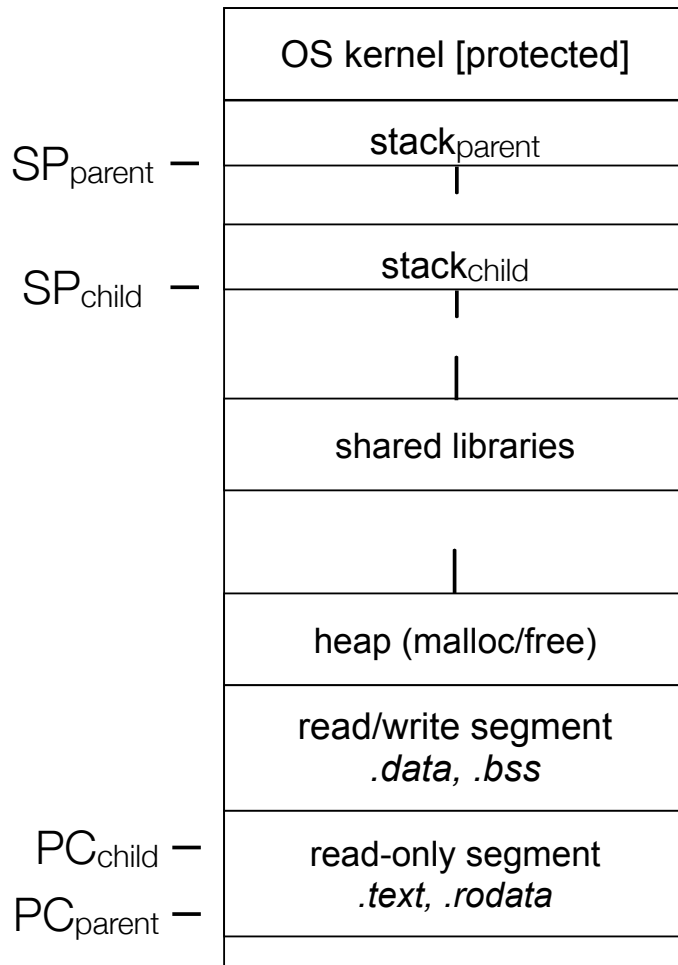 OS kernel [protected]
stackparent
SPparent
stackchild
SPchild
shared libraries
heap (malloc/free)
read/write segment
.data, .bss
PCchild
read-only segment
.text, .rodata
PCparent